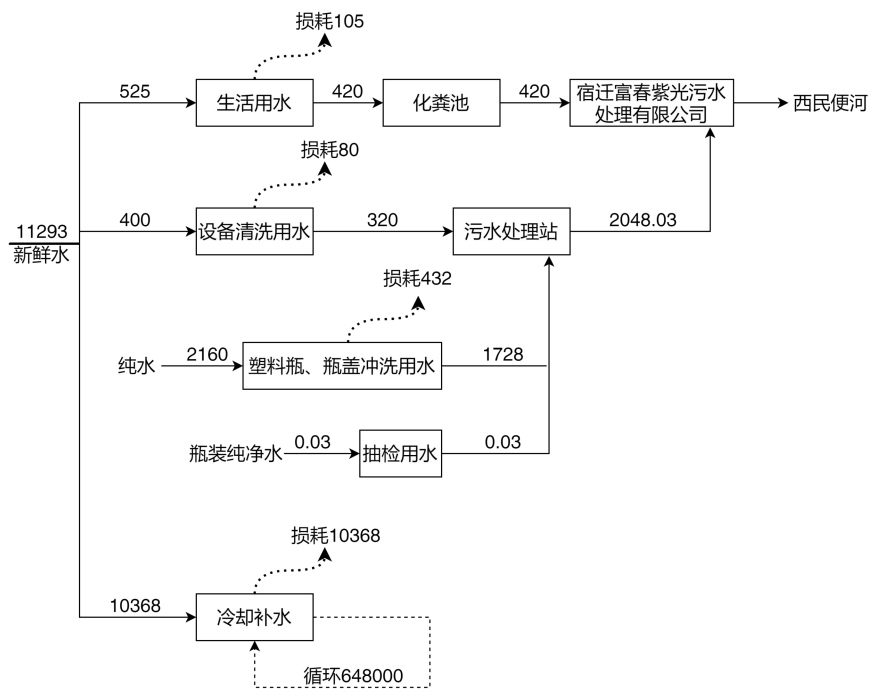 损耗105
525
生活用水
420
化粪池
420
宿迁富春紫光污水
处理有限公司
西民便河
损耗80
11293
新鲜水
400
设备清洗用水
320
污水处理站
2048.03
损耗432
纯水
2160
塑料瓶、瓶盖冲洗用水
1728
瓶装纯净水
0.03
抽检用水
0.03
损耗10368
10368
冷却补水
循环648000